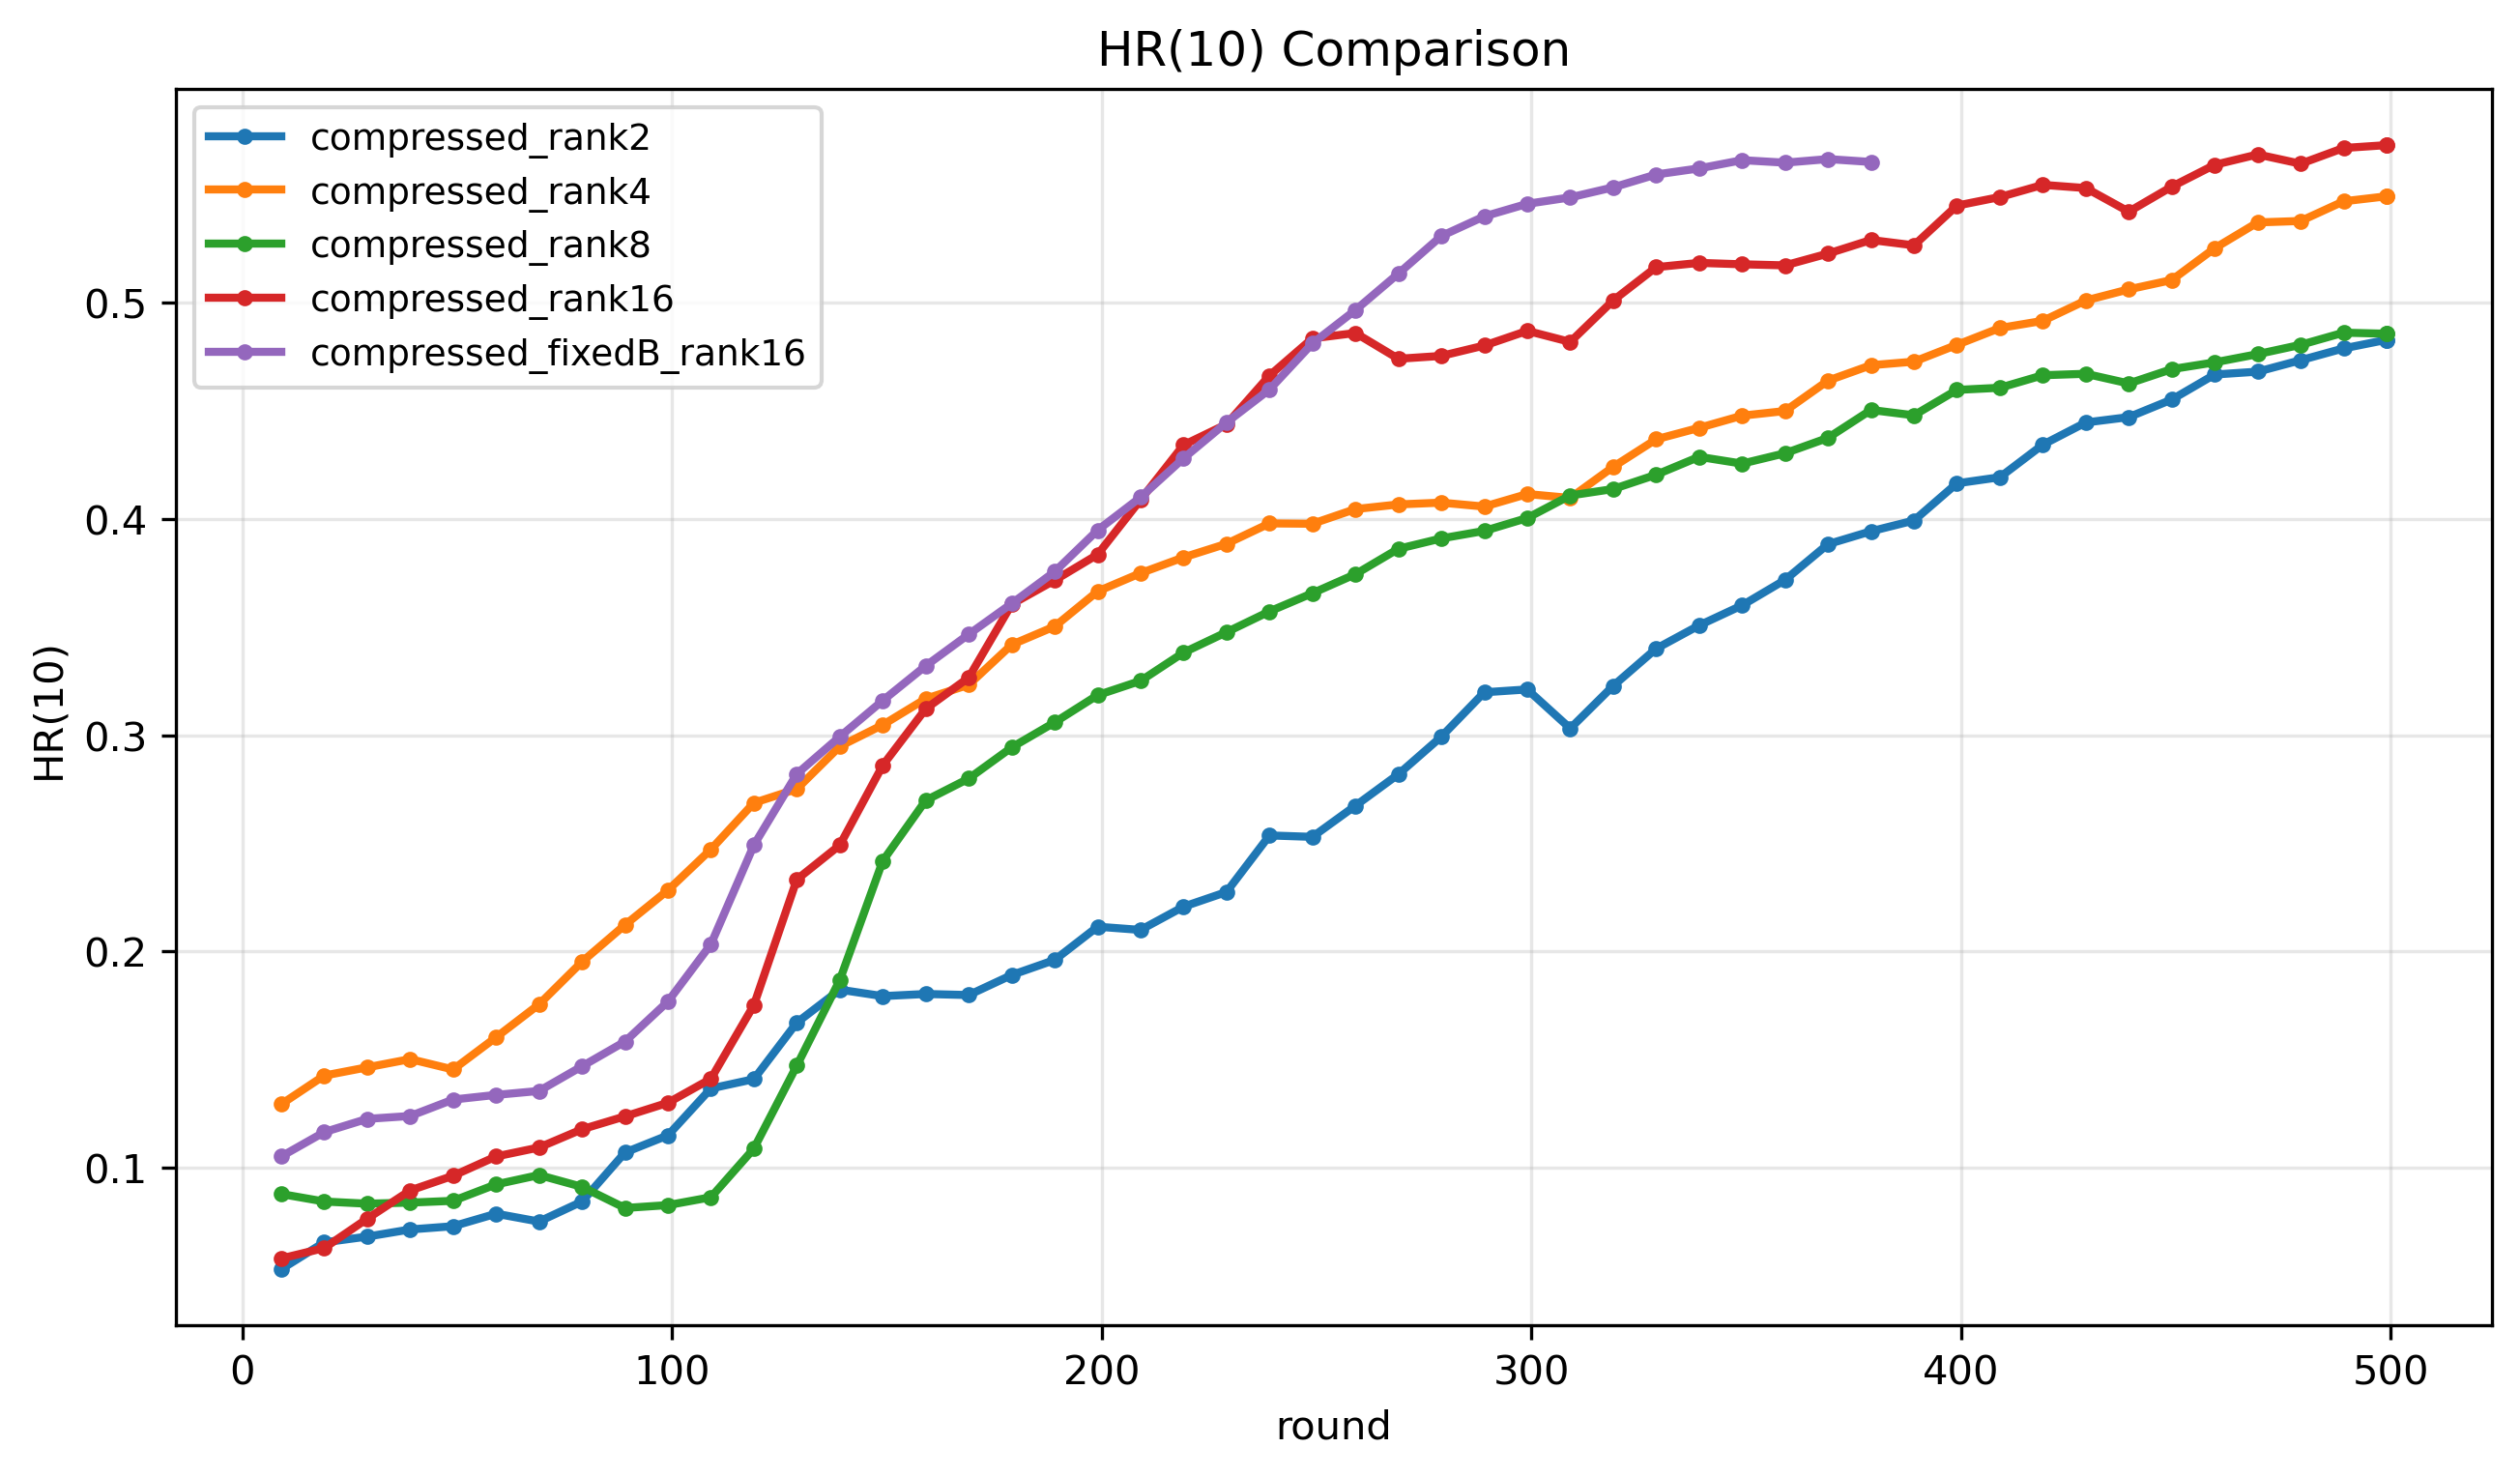 HR(10) Comparison
compressed_rank2
compressed_rank4
compressed_rank8
compressed_rank16
compressed_fixedB_rank16
HR(10)
0.5
0.4
0.3
0.2
0.1
0 100 200 300 400 500
round